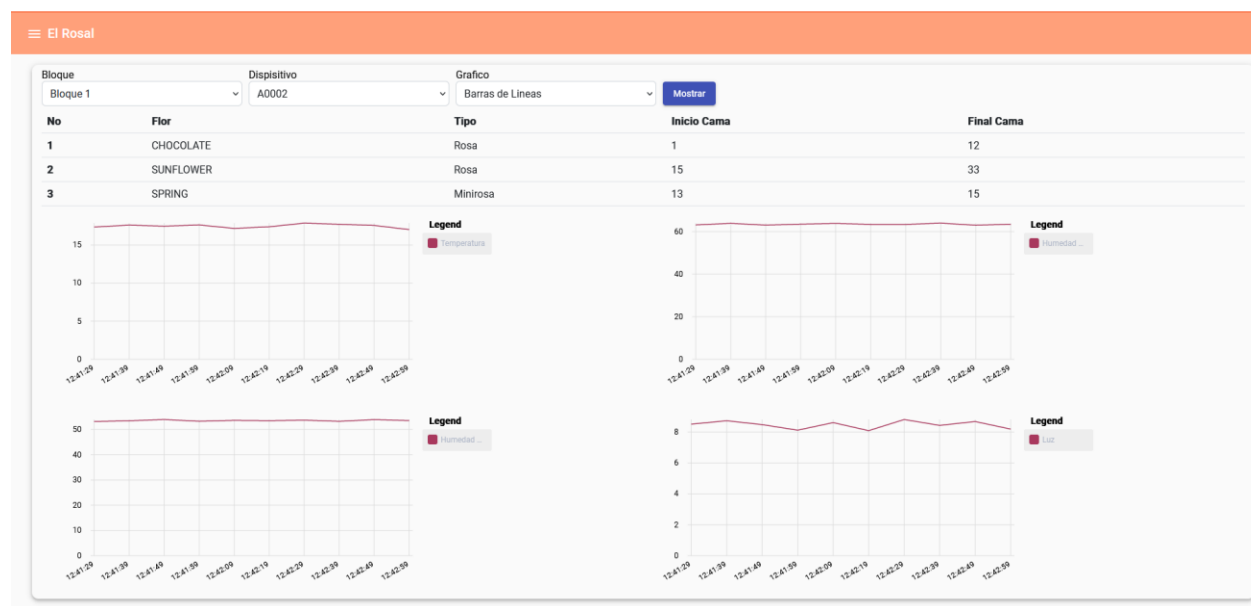 El Rosal
Bloque Dispisitivo Grafico
Bloque 1 A0002 Barras de Lineas Mostrar
No Flor Tipo Inicio Cama Final Cama
1 CHOCOLATE Rosa 1 12
2 SUNFLOWER Rosa 15 33
3 SPRING Minirosa 13 15
Legend
Temperatura
15
10
5
0
12:41:29 12:41:39 12:41:49 12:41:59 12:42:09 12:42:19 12:42:29 12:42:39 12:42:49 12:42:59
Legend
Humedad ...
60
40
20
0
12:41:29 12:41:39 12:41:49 12:41:59 12:42:09 12:42:19 12:42:29 12:42:39 12:42:49 12:42:59
Legend
Humedad ...
50
40
30
20
10
0
12:41:29 12:41:39 12:41:49 12:41:59 12:42:09 12:42:19 12:42:29 12:42:39 12:42:49 12:42:59
Legend
Luz
8
6
4
2
0
12:41:29 12:41:39 12:41:49 12:41:59 12:42:09 12:42:19 12:42:29 12:42:39 12:42:49 12:42:59